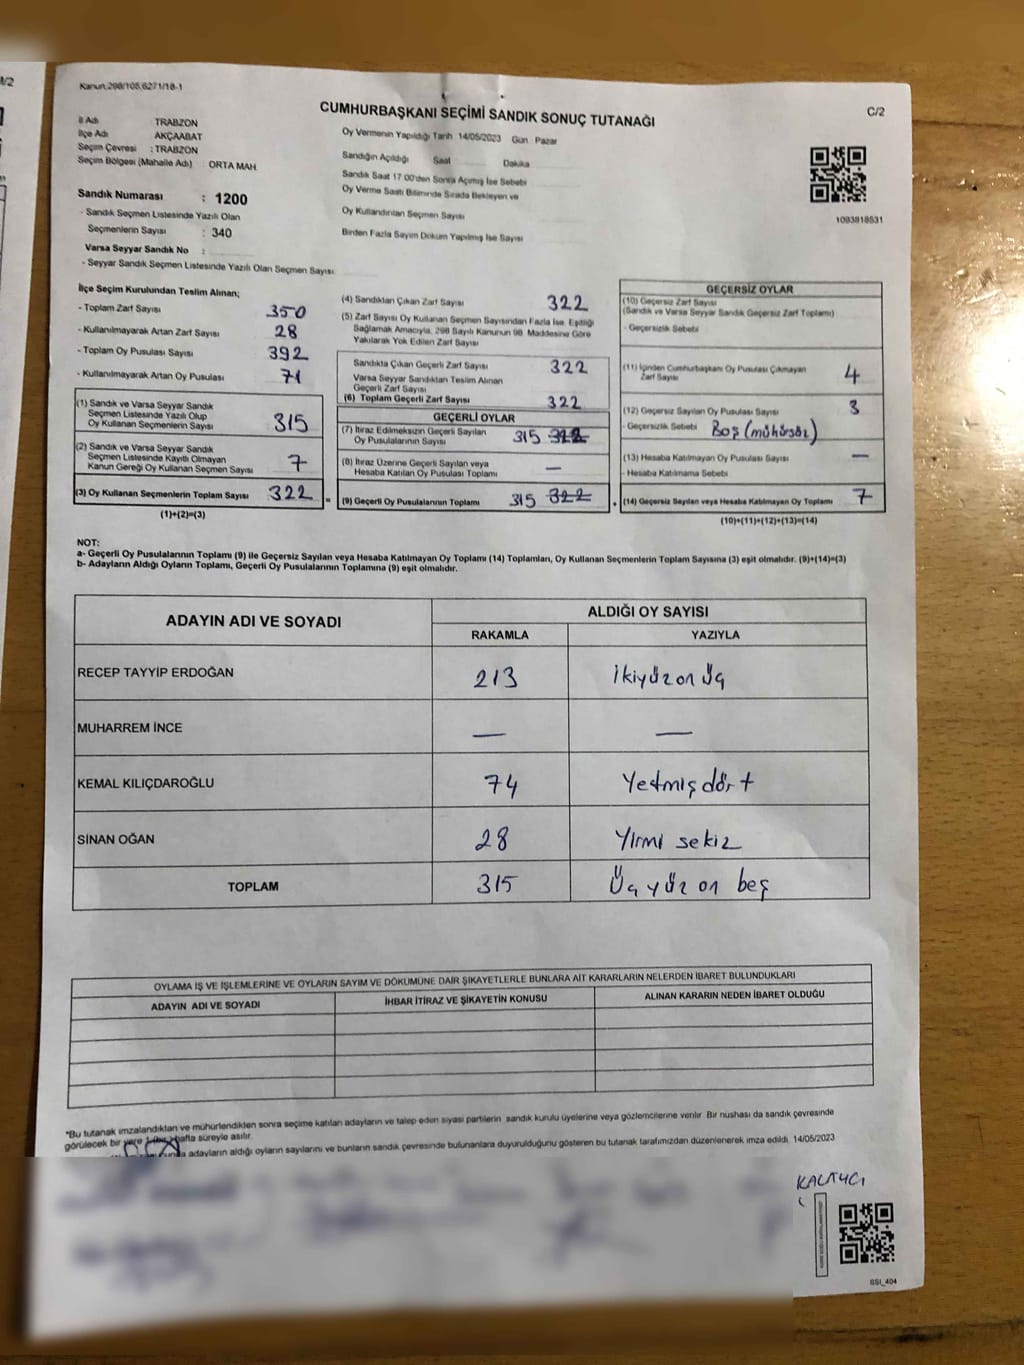 Kanun,298/105,6271/18-1
CUMHURBAŞKANI SEÇİMİ SANDIK SONUÇ TUTANAĞI
C/2
İl Adı TRABZON
İlçe Adı AKÇAABAT
Seçim Çevresi : TRABZON
Seçim Bölgesi (Mahalle Adı) : ORTA MAH
Sandık Numarası : 1200
- Sandık Seçmen Listesinde Yazılı Olan
Seçmenlerin Sayısı : 340
Varsa Seyyar Sandık No :
- Seyyar Sandık Seçmen Listesinde Yazılı Olan Seçmen Sayısı
Oy Vermenin Yapıldığı Tarih 14/05/2023 Gün Pazar
Sandığın Açıldığı Saat Dakika
Sandık Saat 17:00'den Sonra Açımış İse Sebebi
Oy Verme Saati Bitiminde Sırada Bekleyen ve
Oy Kullandırılan Seçmen Sayısı
Birden Fazla Sayım Döküm Yapılmış İse Sayısı
1093918531
İlçe Seçim Kurulundan Teslim Alınan;
- Toplam Zarf Sayısı 350
- Kullanılmayarak Artan Zarf Sayısı 28
- Toplam Oy Pusulası Sayısı 392
- Kullanılmayarak Artan Oy Pusulası 71
(1) Sandık ve Varsa Seyyar Sandık
Seçmen Listesinde Yazılı Olup
Oy Kullanan Seçmenlerin Sayısı 315
(2) Sandık ve Varsa Seyyar Sandık
Seçmen Listesinde Kayıtlı Olmayan
Kanun Gereği Oy Kullanan Seçmen Sayısı 7
(3) Oy Kullanan Seçmenlerin Toplam Sayısı 322 =
(1)+(2)=(3)
(4) Sandıktan Çıkan Zarf Sayısı 322
(5) Zarf Sayısı Oy Kullanan Seçmen Sayısından Fazla İse Eşitliği
Sağlamak Amacıyla, 298 Sayılı Kanunun 98. Maddesine Göre
Yakılarak Yok Edilen Zarf Sayısı
Sandıkta Çıkan Geçerli Zarf Sayısı 322
Varsa Seyyar Sandıktan Teslim Alınan
Geçerli Zarf Sayısı
(6) Toplam Geçerli Zarf Sayısı 322
GEÇERLİ OYLAR
(7) İtiraz Edilmeksizin Geçerli Sayılan
Oy Pusulalarının Sayısı 315 322
(8) İtiraz Üzerine Geçerli Sayılan veya
Hesaba Katılan Oy Pusulası Toplamı —
(9) Geçerli Oy Pusulalarının Toplamı 315 322
GEÇERSİZ OYLAR
(10) Geçersiz Zarf Sayısı
(Sandık ve Varsa Seyyar Sandık Geçersiz Zarf Toplamı)
- Geçersizlik Sebebi
(11) İçinden Cumhurbaşkanı Oy Pusulası Çıkmayan
Zarf Sayısı 4
(12) Geçersiz Sayılan Oy Pusulası Sayısı 3
- Geçersizlik Sebebi Boş (mühürsüz)
(13) Hesaba Katılmayan Oy Pusulası Sayısı —
- Hesaba Katılmama Sebebi
(14) Geçersiz Sayılan veya Hesaba Katılmayan Oy Toplamı 7
(10)+(11)+(12)+(13)=(14)
NOT:
a- Geçerli Oy Pusulalarının Toplamı (9) ile Geçersiz Sayılan veya Hesaba Katılmayan Oy Toplamı (14) Toplamları, Oy Kullanan Seçmenlerin Toplam Sayısına (3) eşit olmalıdır. (9)+(14)=(3)
b- Adayların Aldığı Oyların Toplamı, Geçerli Oy Pusulalarının Toplamına (9) eşit olmalıdır.
ADAYIN ADI VE SOYADI
ALDIĞI OY SAYISI
RAKAMLA YAZIYLA
RECEP TAYYİP ERDOĞAN 213 ikiyüzonüç
MUHARREM İNCE — —
KEMAL KILIÇDAROĞLU 74 Yetmişdört
SİNAN OĞAN 28 Yirmi sekiz
TOPLAM 315 Üçyüz on beş
OYLAMA İŞ VE İŞLEMLERİNE VE OYLARIN SAYIM VE DÖKÜMÜNE DAİR ŞİKAYETLERLE BUNLARA AİT KARARLARIN NELERDEN İBARET BULUNDUKLARI
ADAYIN ADI VE SOYADI İHBAR İTİRAZ VE ŞİKAYETİN KONUSU ALINAN KARARIN NEDEN İBARET OLDUĞU
*Bu tutanak imzalandıktan ve mühürlendikten sonra seçime katılan adayların ve talep eden siyasi partilerin sandık kurulu üyelerine veya gözlemcilerine verilir. Bir nushası da sandık çevresinde
görülecek bir yere hafta süreyle asılır.
adayların aldığı oyların sayılarını ve bunların sandık çevresinde bulunanlara duyurulduğunu gösteren bu tutanak tarafımızdan düzenlenerek imza edildi. 14/05/2023
SSI_404